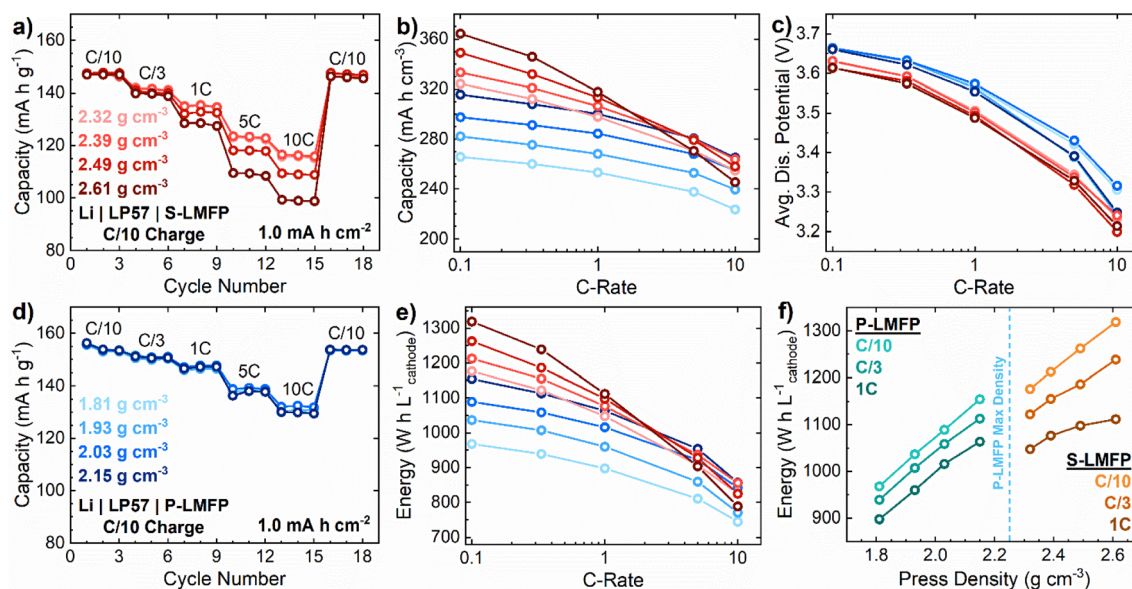 a)
Capacity (mA h g⁻¹)
160
140
120
100
80
C/10
C/3
1C
5C
10C
C/10
2.32 g cm⁻³
2.39 g cm⁻³
2.49 g cm⁻³
2.61 g cm⁻³
Li | LP57 | S-LMFP
C/10 Charge
1.0 mA h cm⁻²
0 3 6 9 12 15 18
Cycle Number
b)
Capacity (mA h cm⁻³)
360
320
280
240
200
0.1 1 10
C-Rate
c)
Avg. Dis. Potential (V)
3.7
3.6
3.5
3.4
3.3
3.2
0.1 1 10
C-Rate
d)
Capacity (mA h g⁻¹)
160
140
120
100
80
C/10
C/3
1C
5C
10C
C/10
1.81 g cm⁻³
1.93 g cm⁻³
2.03 g cm⁻³
2.15 g cm⁻³
Li | LP57 | P-LMFP
C/10 Charge
1.0 mA h cm⁻²
0 3 6 9 12 15 18
Cycle Number
e)
Energy (W h L⁻¹cathode)
1300
1200
1100
1000
900
800
700
0.1 1 10
C-Rate
f)
Energy (W h L⁻¹cathode)
1300
1200
1100
1000
900
P-LMFP
C/10
C/3
1C
P-LMFP Max Density
S-LMFP
C/10
C/3
1C
1.8 2.0 2.2 2.4 2.6
Press Density (g cm⁻³)